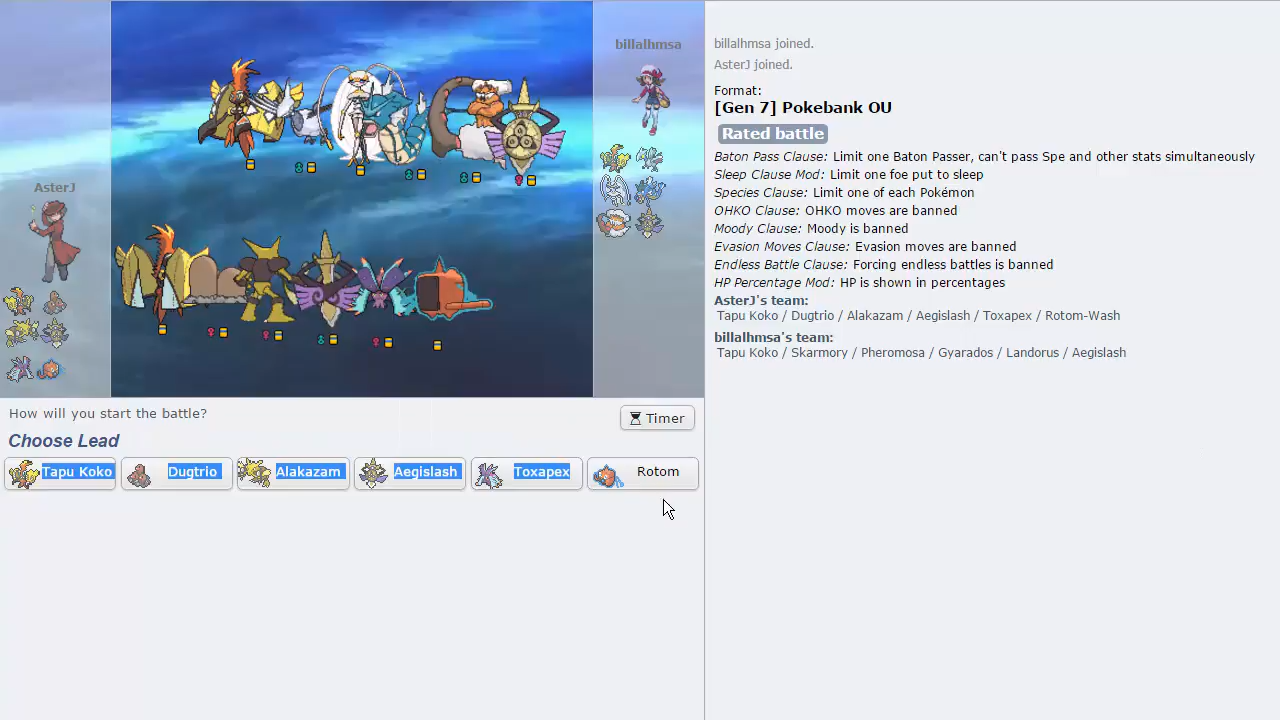 billalhmsa
AsterJ
How will you start the battle?
Timer
Choose Lead
Tapu Koko
Dugtrio
Alakazam
Aegislash
Toxapex
Rotom
billalhmsa joined.
AsterJ joined.
Format:
[Gen 7] Pokebank OU
Rated battle
Baton Pass Clause: Limit one Baton Passer, can't pass Spe and other stats simultaneously
Sleep Clause Mod: Limit one foe put to sleep
Species Clause: Limit one of each Pokémon
OHKO Clause: OHKO moves are banned
Moody Clause: Moody is banned
Evasion Moves Clause: Evasion moves are banned
Endless Battle Clause: Forcing endless battles is banned
HP Percentage Mod: HP is shown in percentages
AsterJ's team:
Tapu Koko / Dugtrio / Alakazam / Aegislash / Toxapex / Rotom-Wash
billalhmsa's team:
Tapu Koko / Skarmory / Pheromosa / Gyarados / Landorus / Aegislash